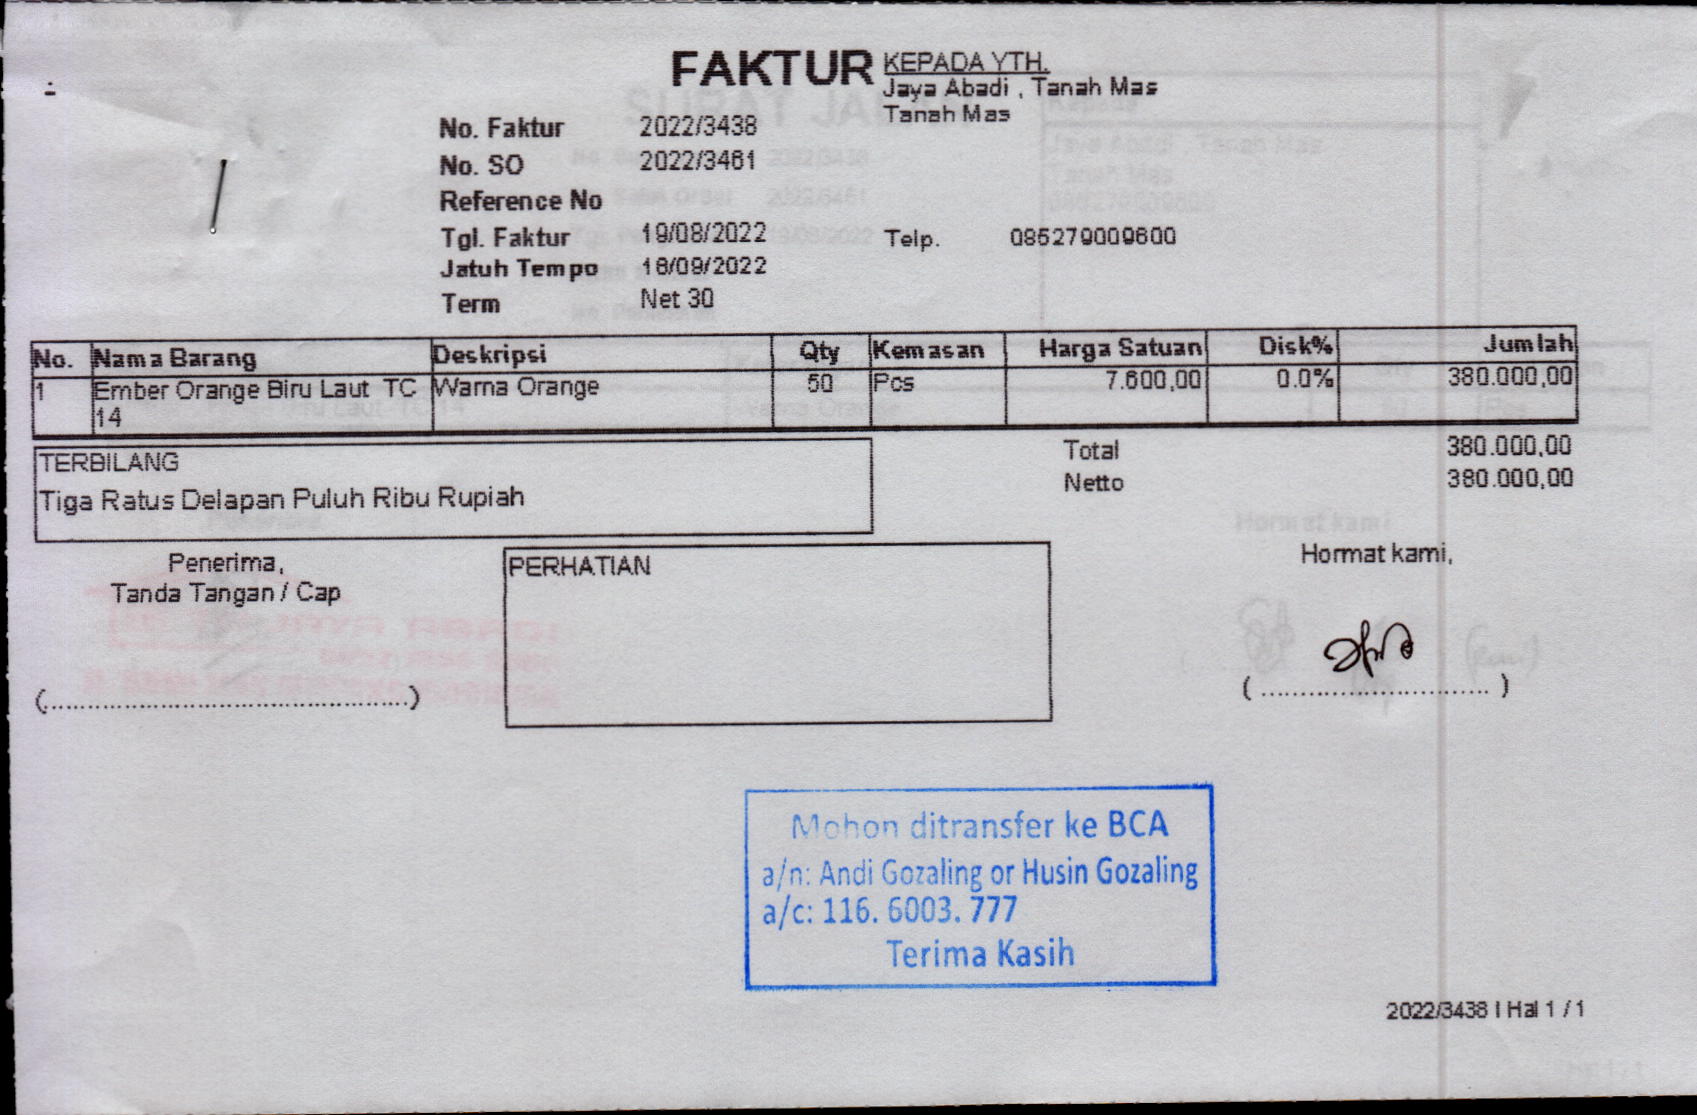 FAKTUR
KEPADA YTH.
Jaya Abadi , Tanah Mas
Tanah Mas
No. Faktur 2022/3438
No. SO 2022/3461
Reference No
Tgl. Faktur 19/08/2022 Telp. 085279009600
Jatuh Tempo 18/09/2022
Term Net 30
No. Nama Barang Deskripsi Qty Kemasan Harga Satuan Disk% Jumlah
1 Ember Orange Biru Laut TC Warna Orange 50 Pcs 7.600,00 0.0% 380.000,00
14
Total 380.000,00
TERBILANG
Netto 380.000,00
Tiga Ratus Delapan Puluh Ribu Rupiah
Penerima,
Tanda Tangan / Cap
PERHATIAN
Hormat kami,
(..............................................)
( ............................. )
Mohon ditransfer ke BCA
a/n: Andi Gozaling or Husin Gozaling
a/c: 116. 6003. 777
Terima Kasih
2022/3438 I Hal 1 / 1